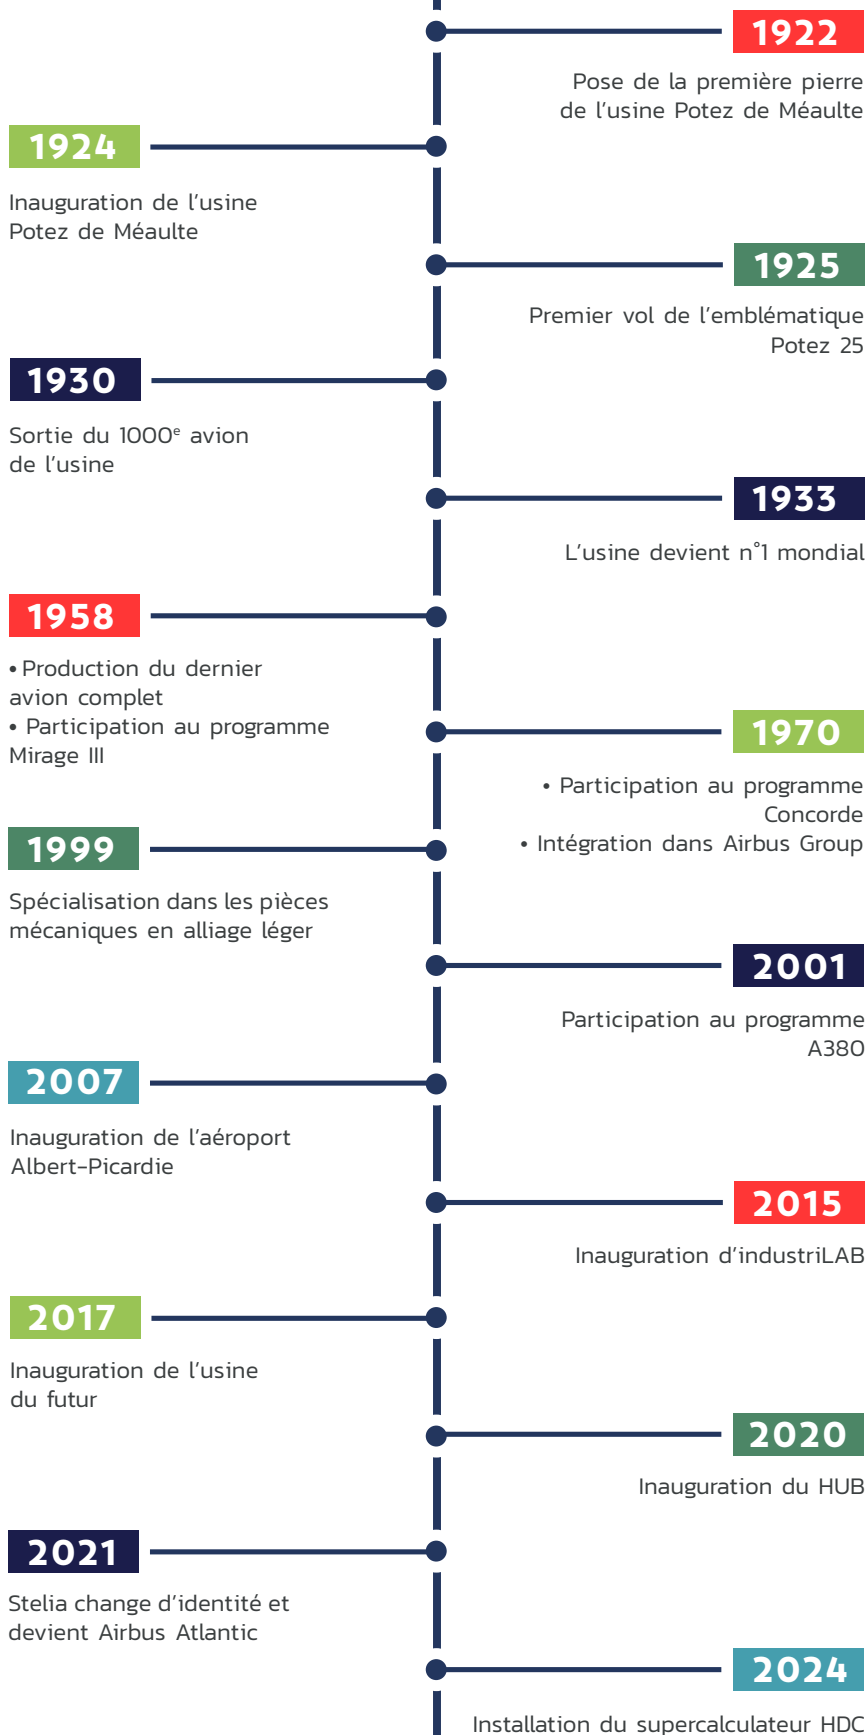 1922
Pose de la première pierre
de l'usine Potez de Méaulte
1924
Inauguration de l'usine
Potez de Méaulte
1925
Premier vol de l'emblématique
Potez 25
1930
Sortie du 1000ᵉ avion
de l'usine
1933
L'usine devient n°1 mondial
1958
• Production du dernier
avion complet
• Participation au programme
Mirage III
1970
• Participation au programme
Concorde
• Intégration dans Airbus Group
1999
Spécialisation dans les pièces
mécaniques en alliage léger
2001
Participation au programme
A380
2007
Inauguration de l'aéroport
Albert-Picardie
2015
Inauguration d'industriLAB
2017
Inauguration de l'usine
du futur
2020
Inauguration du HUB
2021
Stelia change d'identité et
devient Airbus Atlantic
2024
Installation du supercalculateur HDC